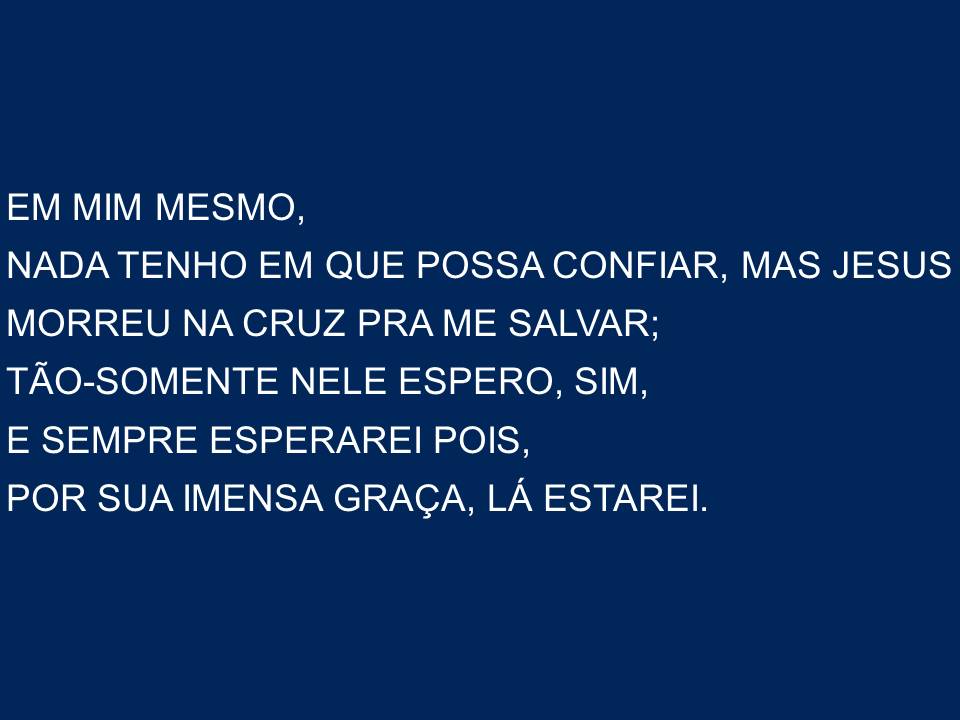 EM MIM MESMO,
NADA TENHO EM QUE POSSA CONFIAR, MAS JESUS
MORREU NA CRUZ PRA ME SALVAR;
TÃO-SOMENTE NELE ESPERO, SIM,
E SEMPRE ESPERAREI POIS,
POR SUA IMENSA GRAÇA, LÁ ESTAREI.